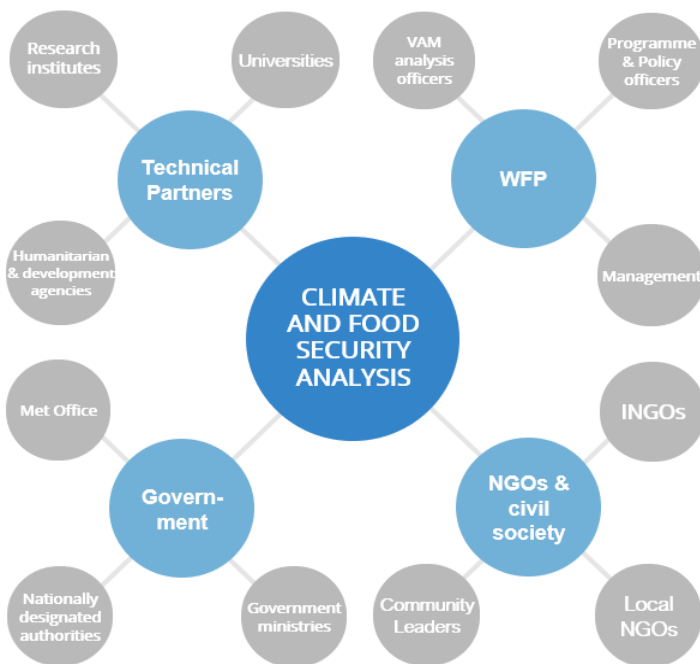 Research
institutes
Universities
VAM
analysis
officers
Programme
& Policy
officers
Technical
Partners
WFP
Humanitarian
& development
agencies
Management
CLIMATE
AND FOOD
SECURITY
ANALYSIS
Met Office
INGOs
Govern-
ment
NGOs &
civil
society
Nationally
designated
authorities
Government
ministries
Community
Leaders
Local
NGOs